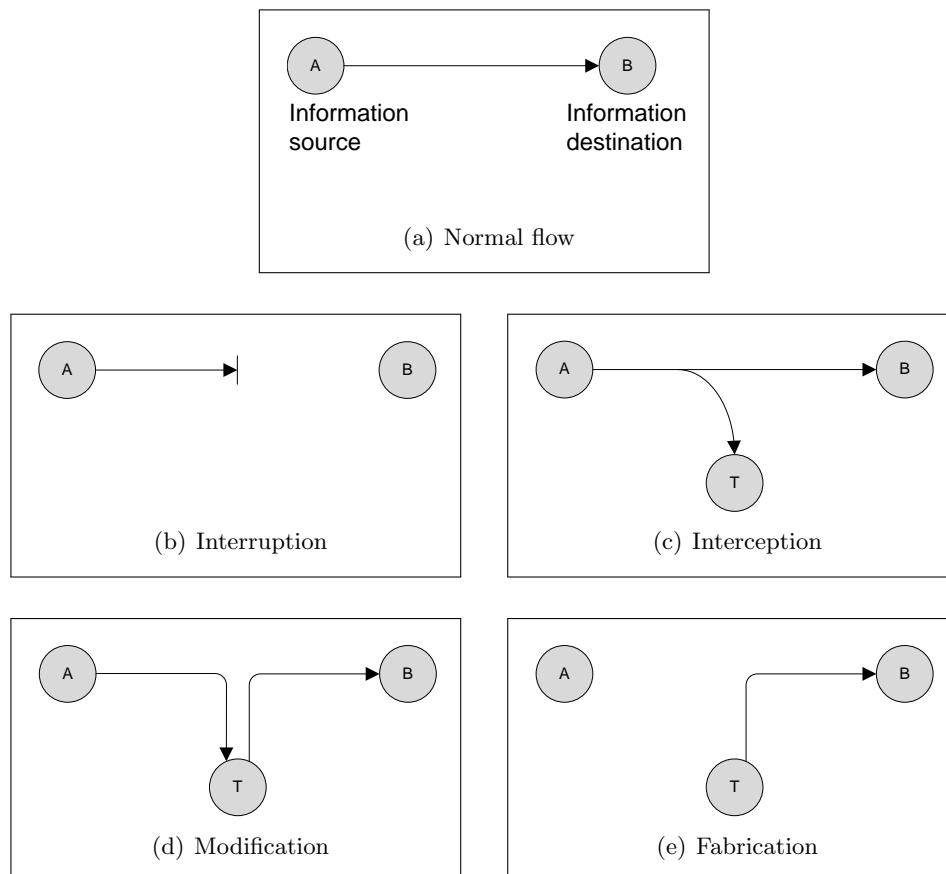 A B
Information Information
source destination
(a) Normal flow
A B
T
(b) Interruption
A B
T
(c) Interception
A B
T
(d) Modification
A B
T
(e) Fabrication